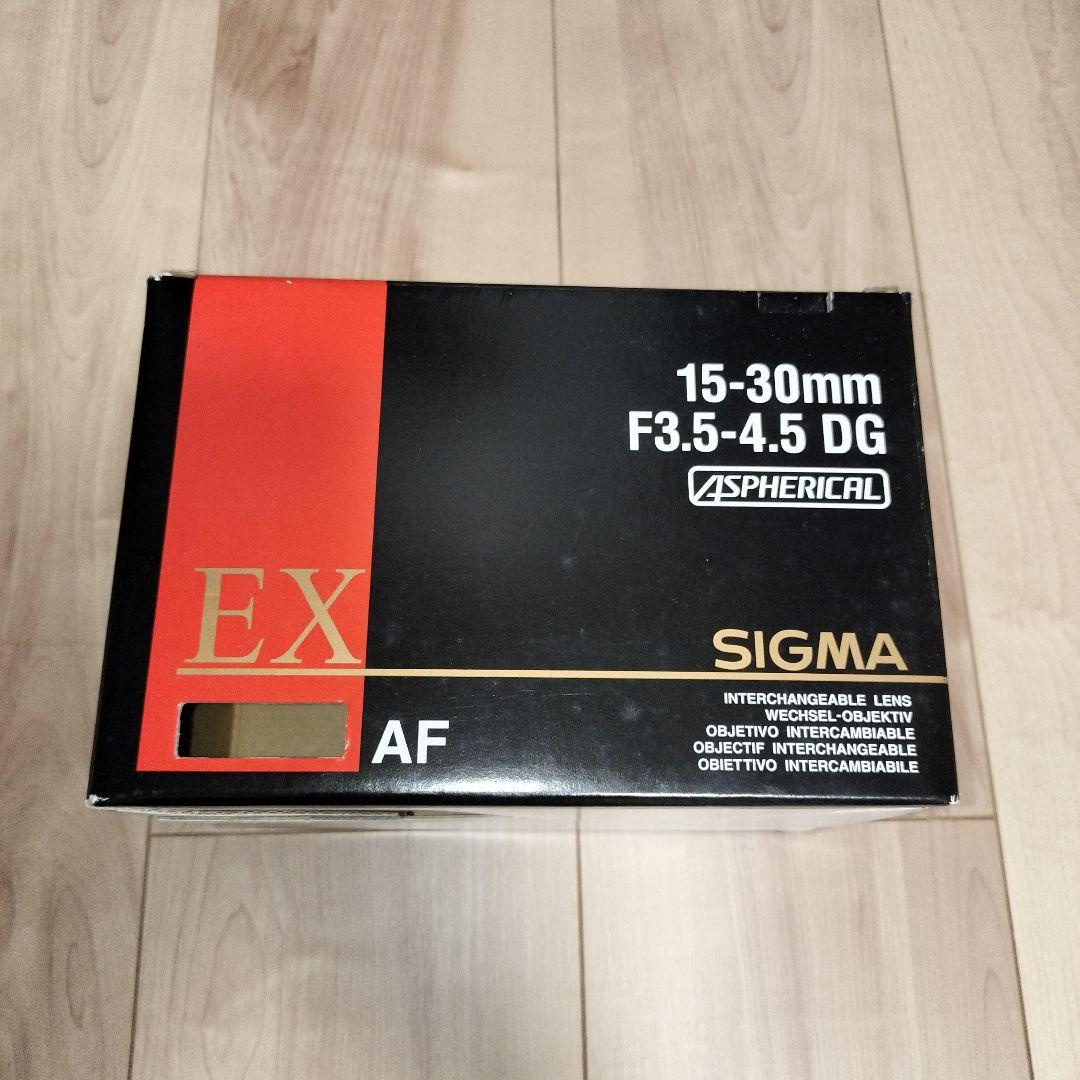 15-30mm
F3.5-4.5 DG
ASPHERICAL
EX
SIGMA
AF
INTERCHANGEABLE LENS
WECHSEL-OBJEKTIV
OBJETIVO INTERCAMBIABLE
OBJECTIF INTERCHANGEABLE
OBIETTIVO INTERCAMBIABILE